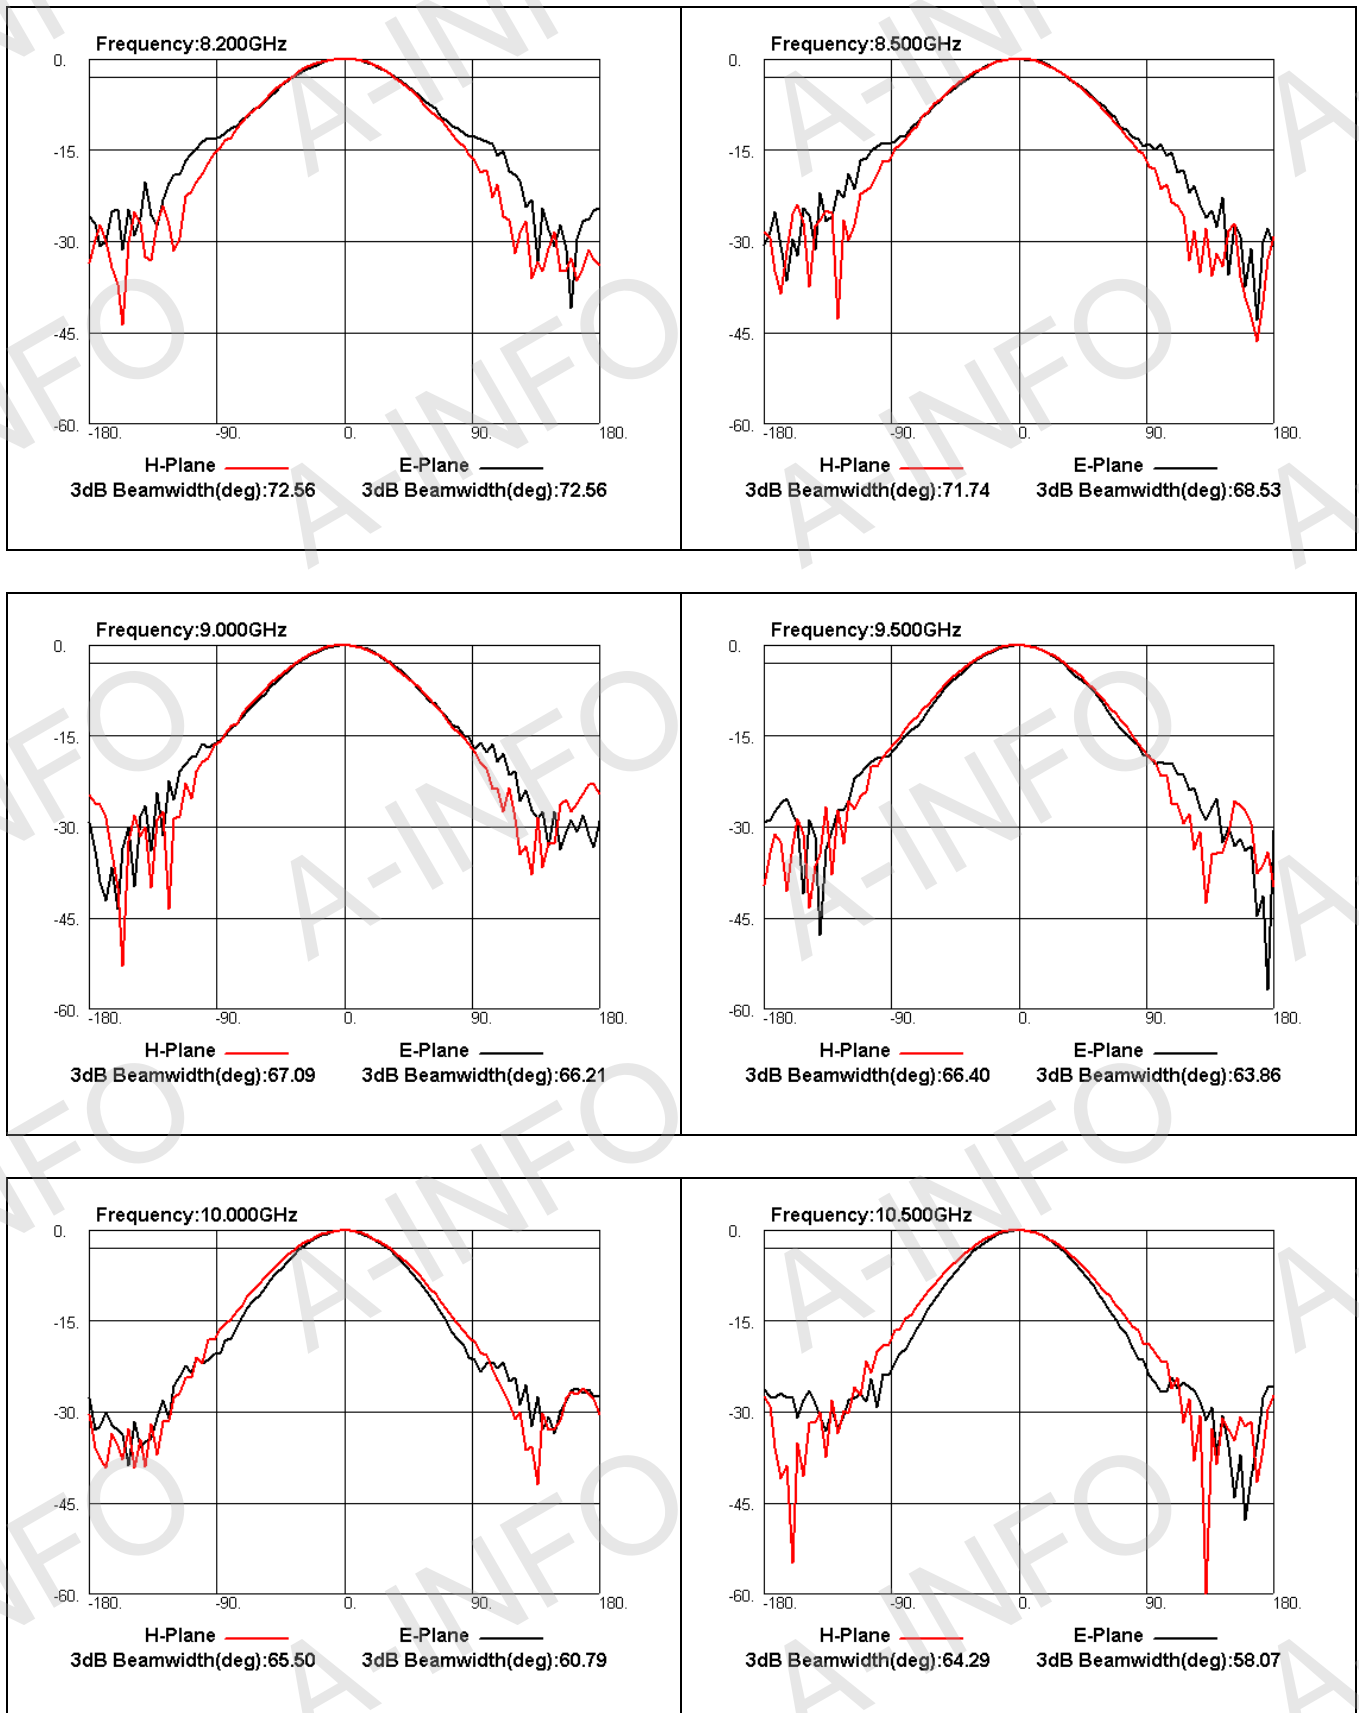 Frequency:8.200GHz
0.
-15.
-30.
-45.
-60.
-180. -90. 0. 90. 180.
H-Plane E-Plane
3dB Beamwidth(deg):72.56 3dB Beamwidth(deg):72.56
Frequency:8.500GHz
0.
-15.
-30.
-45.
-60.
-180. -90. 0. 90. 180.
H-Plane E-Plane
3dB Beamwidth(deg):71.74 3dB Beamwidth(deg):68.53
Frequency:9.000GHz
0.
-15.
-30.
-45.
-60.
-180. -90. 0. 90. 180.
H-Plane E-Plane
3dB Beamwidth(deg):67.09 3dB Beamwidth(deg):66.21
Frequency:9.500GHz
0.
-15.
-30.
-45.
-60.
-180. -90. 0. 90. 180.
H-Plane E-Plane
3dB Beamwidth(deg):66.40 3dB Beamwidth(deg):63.86
Frequency:10.000GHz
0.
-15.
-30.
-45.
-60.
-180. -90. 0. 90. 180.
H-Plane E-Plane
3dB Beamwidth(deg):65.50 3dB Beamwidth(deg):60.79
Frequency:10.500GHz
0.
-15.
-30.
-45.
-60.
-180. -90. 0. 90. 180.
H-Plane E-Plane
3dB Beamwidth(deg):64.29 3dB Beamwidth(deg):58.07
A-INFO
A-INFO
A-INFO
A-INFO
A-INFO
A-INFO
A-INFO
A-INFO